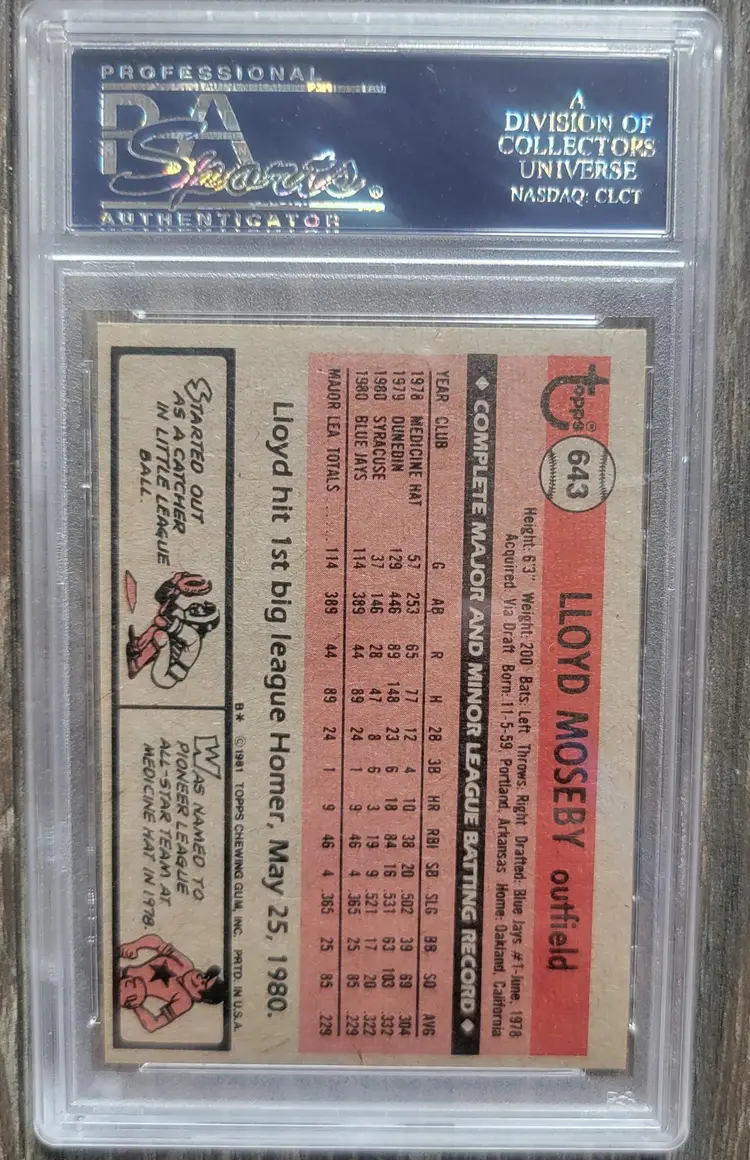 PROFESSIONAL
PSA
Sports®
AUTHENTICATOR
A
DIVISION OF
COLLECTORS
UNIVERSE
NASDAQ: CLCT
topps®
643
LLOYD MOSEBY outfield
Height: 6'3" Weight: 200 Bats: Left Throws: Right Drafted: Blue Jays #1-June, 1978
Acquired: Via Draft Born: 11-5-59, Portland, Arkansas Home: Oakland, California
◆ COMPLETE MAJOR AND MINOR LEAGUE BATTING RECORD ◆
YEAR CLUB G AB R H 2B 3B HR RBI SB SLG BB SO AVG
1978 MEDICINE HAT 57 253 65 77 12 4 10 38 20 .502 39 69 .304
1979 DUNEDIN 129 446 89 148 23 6 18 84 16 .531 63 103 .332
1980 SYRACUSE 37 146 28 47 8 6 3 19 9 .521 17 20 .322
1980 BLUE JAYS 114 389 44 89 24 1 9 46 4 .365 25 85 .229
MAJOR LEA TOTALS ...... 114 389 44 89 24 1 9 46 4 .365 25 85 .229
Lloyd hit 1st big league Homer, May 25, 1980.
B* ©1981 TOPPS CHEWING GUM, INC. PRTD. IN U.S.A.
STARTED OUT
AS A CATCHER
IN LITTLE LEAGUE
BALL.
WAS NAMED TO
PIONEER LEAGUE
ALL-STAR TEAM AT
MEDICINE HAT IN 1978.
PSA